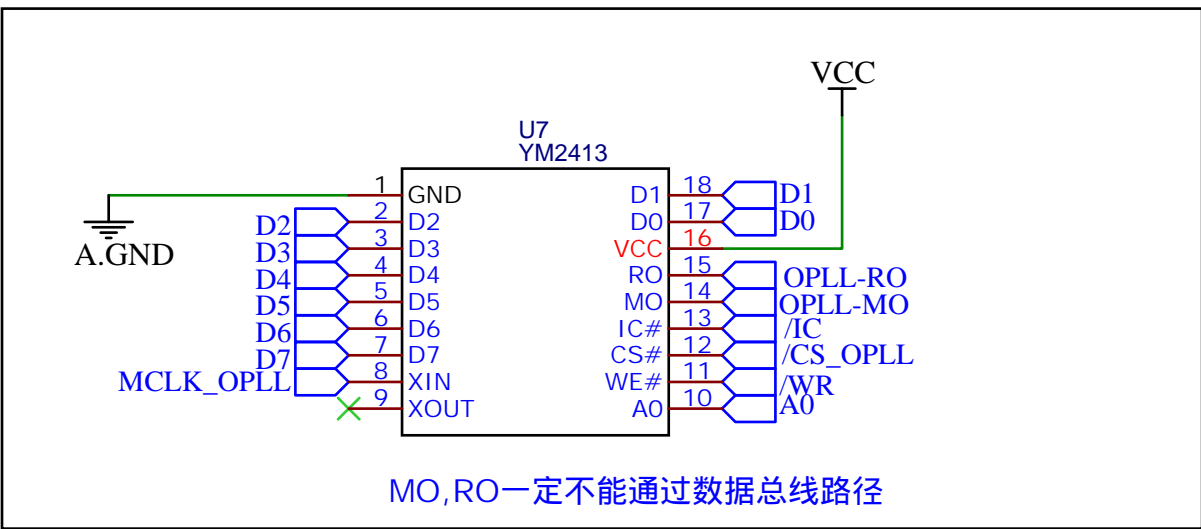 VCC
U7
YM2413
A.GND
1 GND
D2 2 D2
D3 3 D3
D4 4 D4
D5 5 D5
D6 6 D6
D7 7 D7
MCLK_OPLL 8 XIN
9 XOUT
D1 18 D1
D0 17 D0
VCC 16
RO 15 OPLL-RO
MO 14 OPLL-MO
IC# 13 /IC
CS# 12 /CS_OPLL
WE# 11 /WR
A0 10 A0
MO,RO一定不能通过数据总线路径